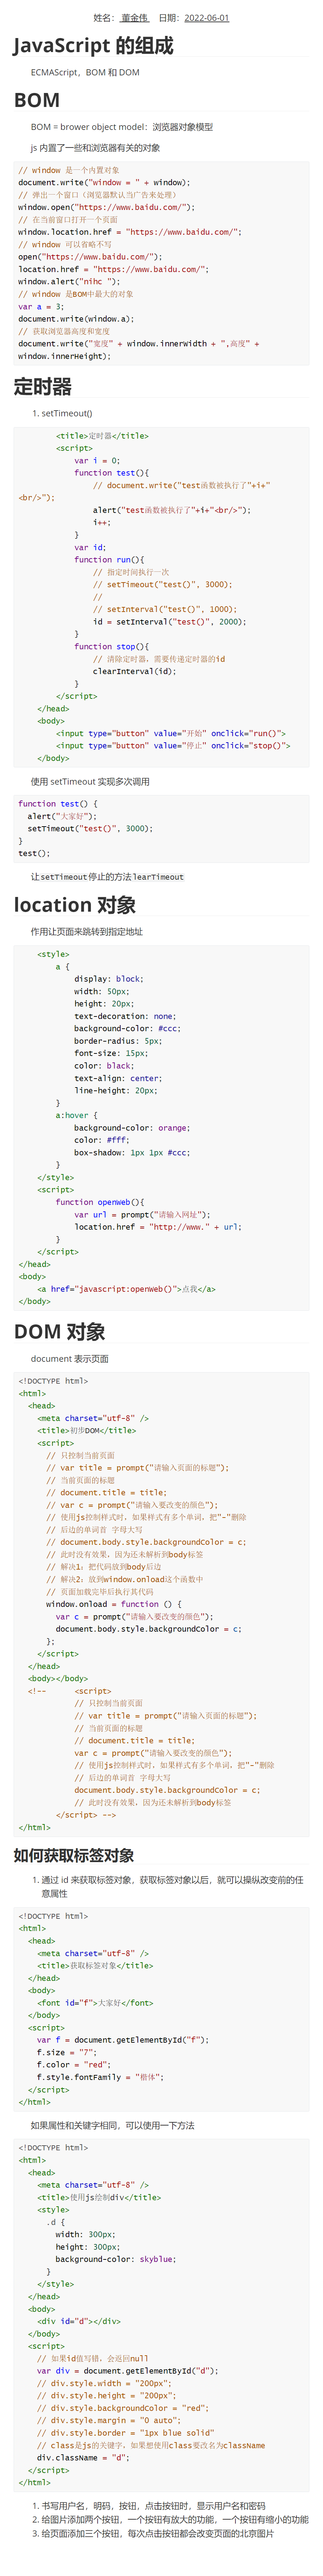 姓名： 董金伟   日期： 2022-06-01
JavaScript 的组成
ECMAScript，BOM 和 DOM
BOM
BOM = brower object model：浏览器对象模型
js 内置了一些和浏览器有关的对象
// window 是一个内置对象
document.write("window = " + window);
// 弹出一个窗口（浏览器默认当广告来处理）
window.open("https://www.baidu.com/");
// 在当前窗口打开一个页面
window.location.href = "https://www.baidu.com/";
// window 可以省略不写
open("https://www.baidu.com/");
location.href = "https://www.baidu.com/";
window.alert("nihc ");
// window 是BOM中最大的对象
var a = 3;
document.write(window.a);
// 获取浏览器高度和宽度
document.write("宽度" + window.innerWidth + ",高度" +
window.innerHeight);
定时器
1. setTimeout()
<title>定时器</title>
<script>
var i = 0;
function test(){
// document.write("test函数被执行了"+i+"
<br/>");
alert("test函数被执行了"+i+"<br/>");
i++;
}
var id;
function run(){
// 指定时间执行一次
// setTimeout("test()", 3000);
//
// setInterval("test()", 1000);
id = setInterval("test()", 2000);
}
function stop(){
// 清除定时器，需要传递定时器的id
clearInterval(id);
}
</script>
</head>
<body>
<input type="button" value="开始" onclick="run()">
<input type="button" value="停止" onclick="stop()">
</body>
使用 setTimeout 实现多次调用
function test() {
alert("大家好");
setTimeout("test()", 3000);
}
test();
让 setTimeout 停止的方法 learTimeout
location 对象
作用让页面来跳转到指定地址
<style>
a {
display: block;
width: 50px;
height: 20px;
text-decoration: none;
background-color: #ccc;
border-radius: 5px;
font-size: 15px;
color: black;
text-align: center;
line-height: 20px;
}
a:hover {
background-color: orange;
color: #fff;
box-shadow: 1px 1px #ccc;
}
</style>
<script>
function openweb(){
var url = prompt("请输入网址");
location.href = "http://www." + url;
}
</script>
</head>
<body>
<a href="javascript:openweb()">点我</a>
</body>
DOM 对象
document 表示页面
<!DOCTYPE html>
<html>
<head>
<meta charset="utf-8" />
<title>初步DOM</title>
<script>
// 只控制当前页面
// var title = prompt("请输入页面的标题");
// 当前页面的标题
// document.title = title;
// var c = prompt("请输入要改变的颜色");
// 使用js控制样式时，如果样式有多个单词，把"-"删除
// 后边的单词首 字母大写
// document.body.style.backgroundColor = c;
// 此时没有效果，因为还未解析到body标签
// 解决1：把代码放到body后边
// 解决2：放到window.onload这个函数中
// 页面加载完毕后执行其代码
window.onload = function () {
var c = prompt("请输入要改变的颜色");
document.body.style.backgroundColor = c;
};
</script>
</head>
<body></body>
<!-- <script>
// 只控制当前页面
// var title = prompt("请输入页面的标题");
// 当前页面的标题
// document.title = title;
var c = prompt("请输入要改变的颜色");
// 使用js控制样式时，如果样式有多个单词，把"-"删除
// 后边的单词首 字母大写
document.body.style.backgroundColor = c;
// 此时没有效果，因为还未解析到body标签
</script> -->
</html>
如何获取标签对象
1. 通过 id 来获取标签对象，获取标签对象以后，就可以操纵改变前的任
意属性
<!DOCTYPE html>
<html>
<head>
<meta charset="utf-8" />
<title>获取标签对象</title>
</head>
<body>
<font id="f">大家好</font>
</body>
<script>
var f = document.getElementById("f");
f.size = "7";
f.color = "red";
f.style.fontFamily = "楷体";
</script>
</html>
如果属性和关键字相同，可以使用一下方法
<!DOCTYPE html>
<html>
<head>
<meta charset="utf-8" />
<title>使用js绘制div</title>
<style>
.d {
width: 300px;
height: 300px;
background-color: skyblue;
}
</style>
</head>
<body>
<div id="d"></div>
</body>
<script>
// 如果id值写错，会返回null
var div = document.getElementById("d");
// div.style.width = "200px";
// div.style.height = "200px";
// div.style.backgroundColor = "red";
// div.style.margin = "0 auto";
// div.style.border = "1px blue solid"
// class是js的关键字，如果想使用class要改名为className
div.className = "d";
</script>
</html>
1. 书写用户名，明码，按钮，点击按钮时，显示用户名和密码
2. 给图片添加两个按钮，一个按钮有放大的功能，一个按钮有缩小的功能
3. 给页面添加三个按钮，每次点击按钮都会改变页面的北京图片